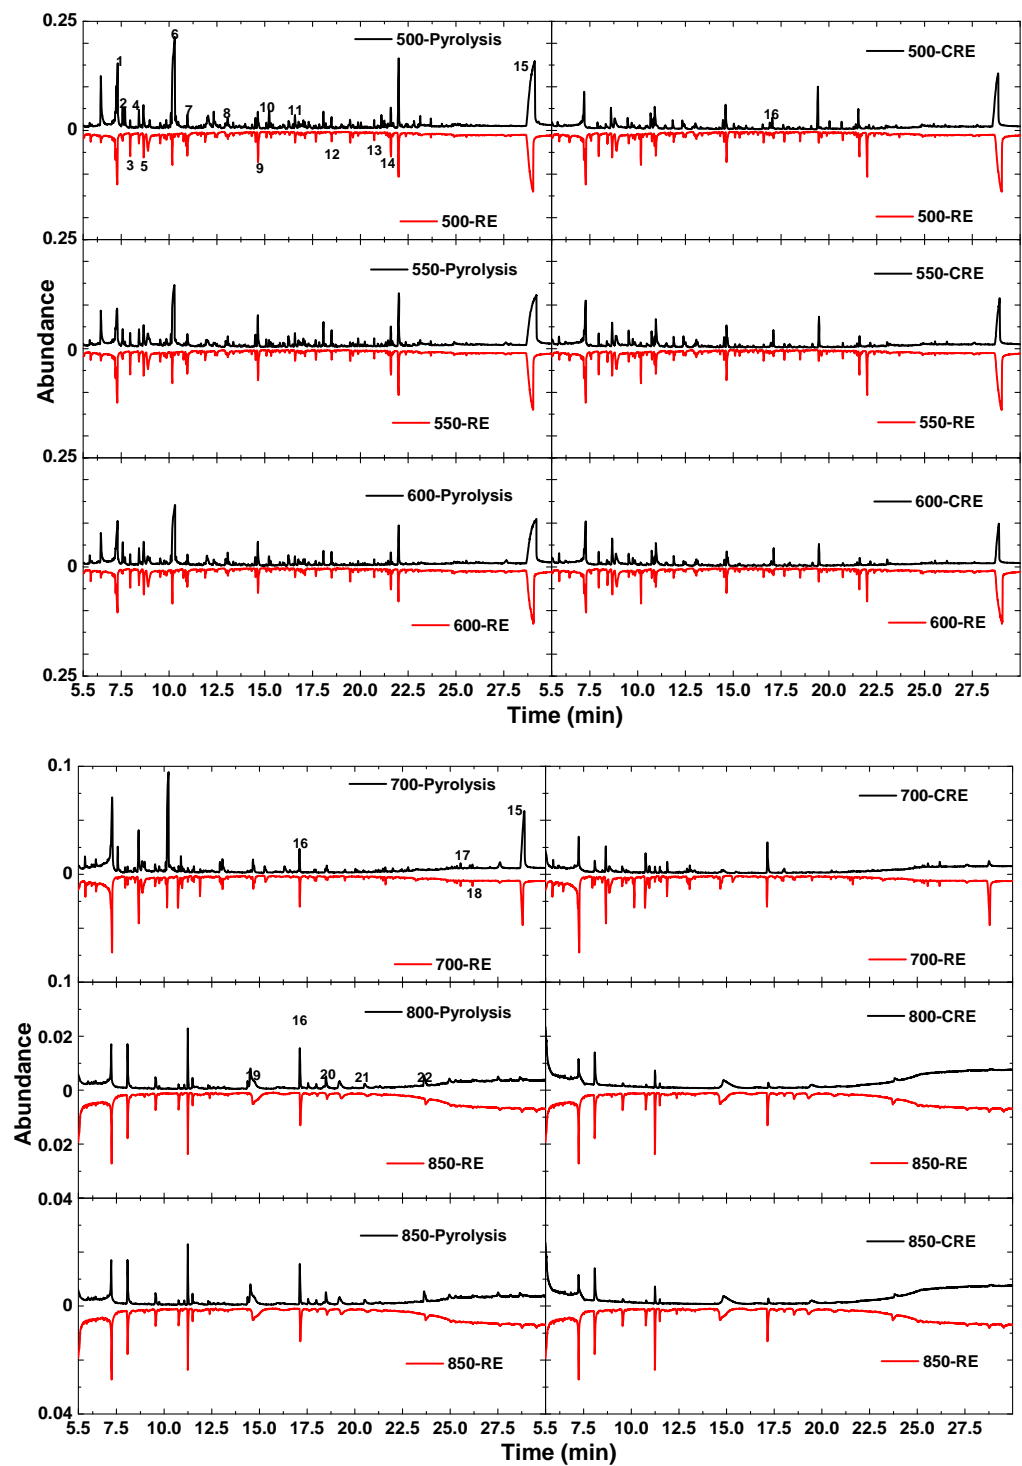 0.25
6
500-Pyrolysis
500-CRE
1
15
2
4
7
8
10
11
16
0
3
5
9
12
13
14
500-RE
500-RE
0.25
550-Pyrolysis
550-CRE
Abundance
0
550-RE
550-RE
0.25
600-Pyrolysis
600-CRE
0
600-RE
600-RE
0.25
5.5 7.5 10.0 12.5 15.0 17.5 20.0 22.5 25.0 27.5 5.5 7.5 10.0 12.5 15.0 17.5 20.0 22.5 25.0 27.5
Time (min)
0.1
700-Pyrolysis
700-CRE
15
16
17
0
18
700-RE
700-RE
0.1
800-Pyrolysis
800-CRE
16
0.02
19
20
21
22
0
Abundance
0.02
850-RE
850-RE
0.04
850-Pyrolysis
850-CRE
0
850-RE
850-RE
0.04
5.5 7.5 10.0 12.5 15.0 17.5 20.0 22.5 25.0 27.5 5.5 7.5 10.0 12.5 15.0 17.5 20.0 22.5 25.0 27.5
Time (min)